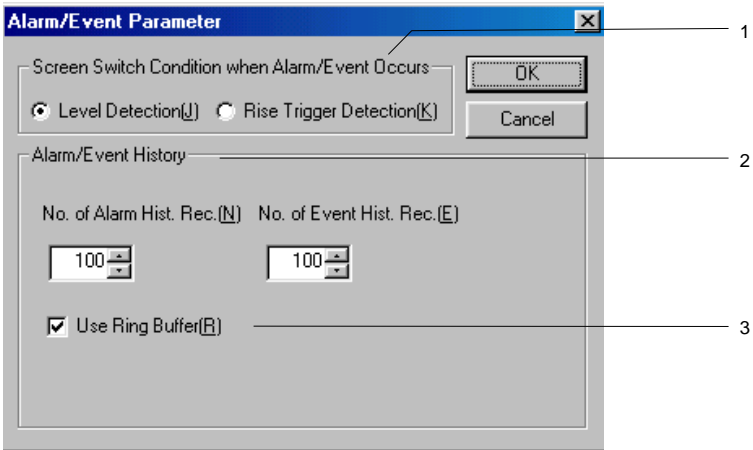 Alarm/Event Parameter
1
Screen Switch Condition when Alarm/Event Occurs
OK
Level Detection(J) Rise Trigger Detection(K)
Cancel
Alarm/Event History
2
No. of Alarm Hist. Rec.(N) No. of Event Hist. Rec.(E)
100 100
Use Ring Buffer(R)
3